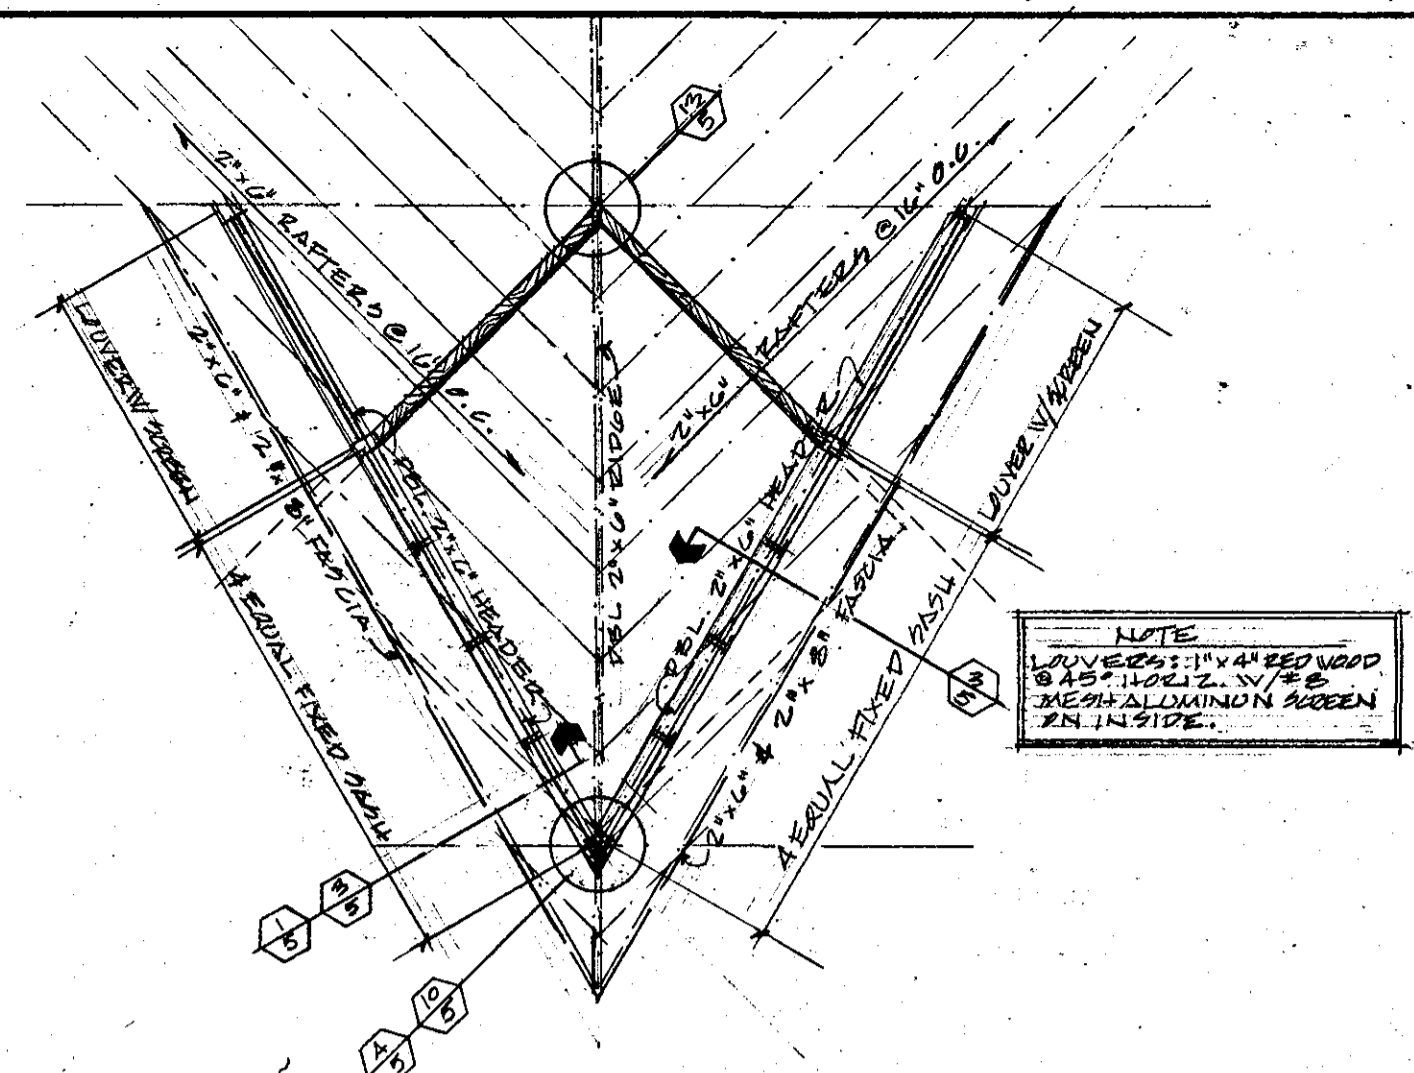 13
5
2"x6" RAFTERS @ 16" O.C.
2"x6" RAFTERS @ 16" O.C.
LOUVER W/SCREEN
2"x6" & 2"x8" FASCIA
DBL. 2"x6" HEADER
DBL 2"x6" RIDGE
DBL. 2"x6" HEADER
2"x6" & 2"x8" FASCIA
LOUVER W/SCREEN
4 EQUAL FIXED SASH
4 EQUAL FIXED SASH
3
5
NOTE
LOUVERS: 1"x4" REDWOOD
@ 45° HORIZ. W/#8
MESH ALUMINUN SCREEN
ON INSIDE.
3
5
1
5
10
5
4
5